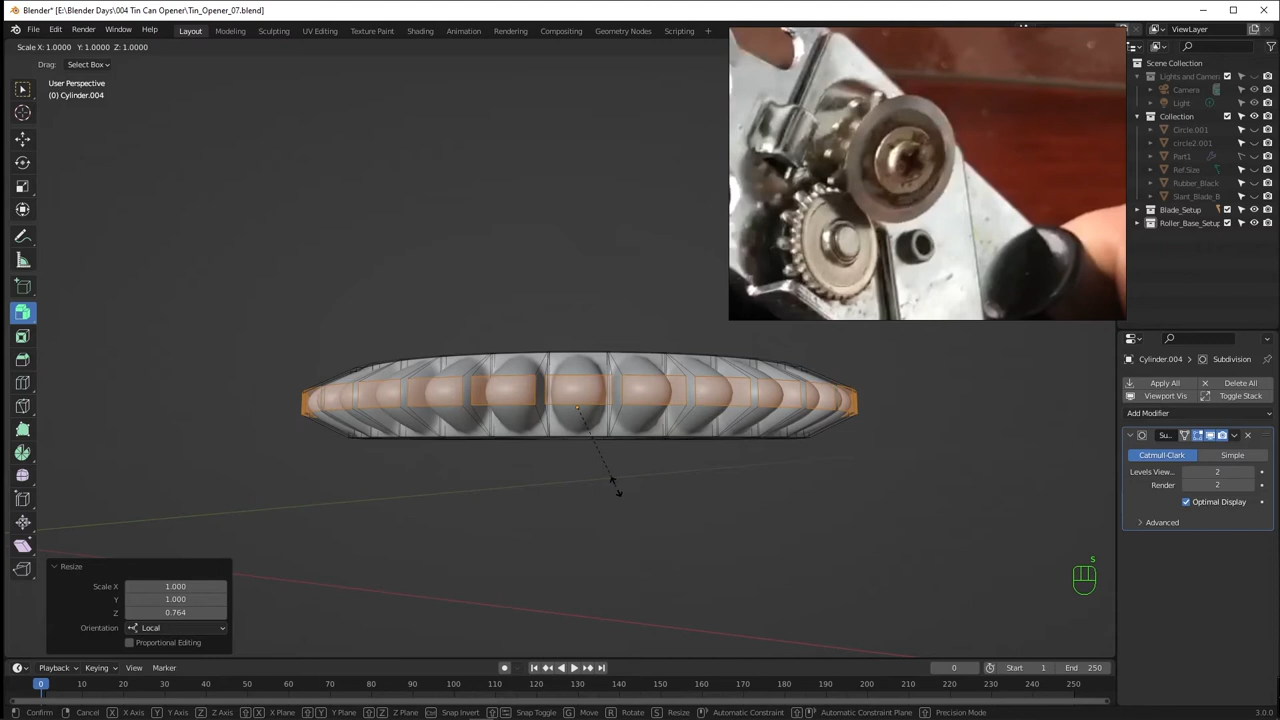 Blender* [E:\Blender Days\004 Tin Can Opener\Tin_Opener_07.blend]
File Edit Render Window Help Layout Modeling Sculpting UV Editing Texture Paint Shading Animation Rendering Compositing Geometry Nodes Scripting + ViewLayer
Scale X: 1.0000 Y: 1.0000 Z: 1.0000
Drag: Select Box
User Perspective
(0) Cylinder.004
Scene Collection
Lights and Camer
Camera
Light
Collection
Circle.001
circle2.001
Part1
Ref.Size
Rubber_Black
Slant_Blade_B
Blade_Setup
Roller_Base_Setup
Cylinder.004 > Subdivision
Apply All Delete All
Viewport Vis Toggle Stack
Add Modifier
Su...
Catmull-Clark Simple
Levels View... 2
Render 2
Optimal Display
Advanced
S
Resize
Scale X 1.000
Y 1.000
Z 0.764
Orientation Local
Proportional Editing
Playback Keying View Marker 0 Start 1 End 250
0 10 20 30 40 50 60 70 80 90 100 110 120 130 140 150 160 170 180 190 200 210 220 230 240 250
Confirm Cancel X X Axis Y Y Axis Z Z Axis X X Plane Y Y Plane Z Z Plane Snap Invert Snap Toggle G Move R Rotate S Resize Automatic Constraint Automatic Constraint Plane Precision Mode 3.0.0